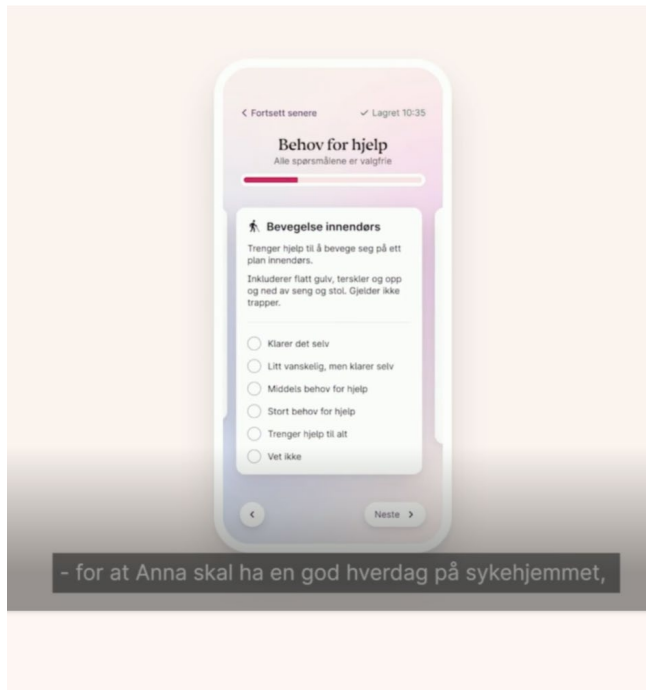 Fortsett senere
Lagret 10:35
Behov for hjelp
Alle spørsmålene er valgfrie
Bevegelse innendørs
Trenger hjelp til å bevege seg på ett
plan innendørs.
Inkluderer flatt gulv, terskler og opp
og ned av seng og stol. Gjelder ikke
trapper.
Klarer det selv
Litt vanskelig, men klarer selv
Middels behov for hjelp
Stort behov for hjelp
Trenger hjelp til alt
Vet ikke
Neste
- for at Anna skal ha en god hverdag på sykehjemmet,